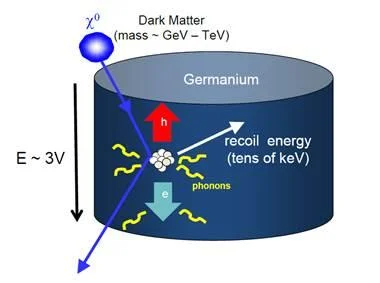 χ⁰
Dark Matter
(mass ~ GeV – TeV)
Germanium
h
recoil energy
(tens of keV)
E ~ 3V
phonons
e